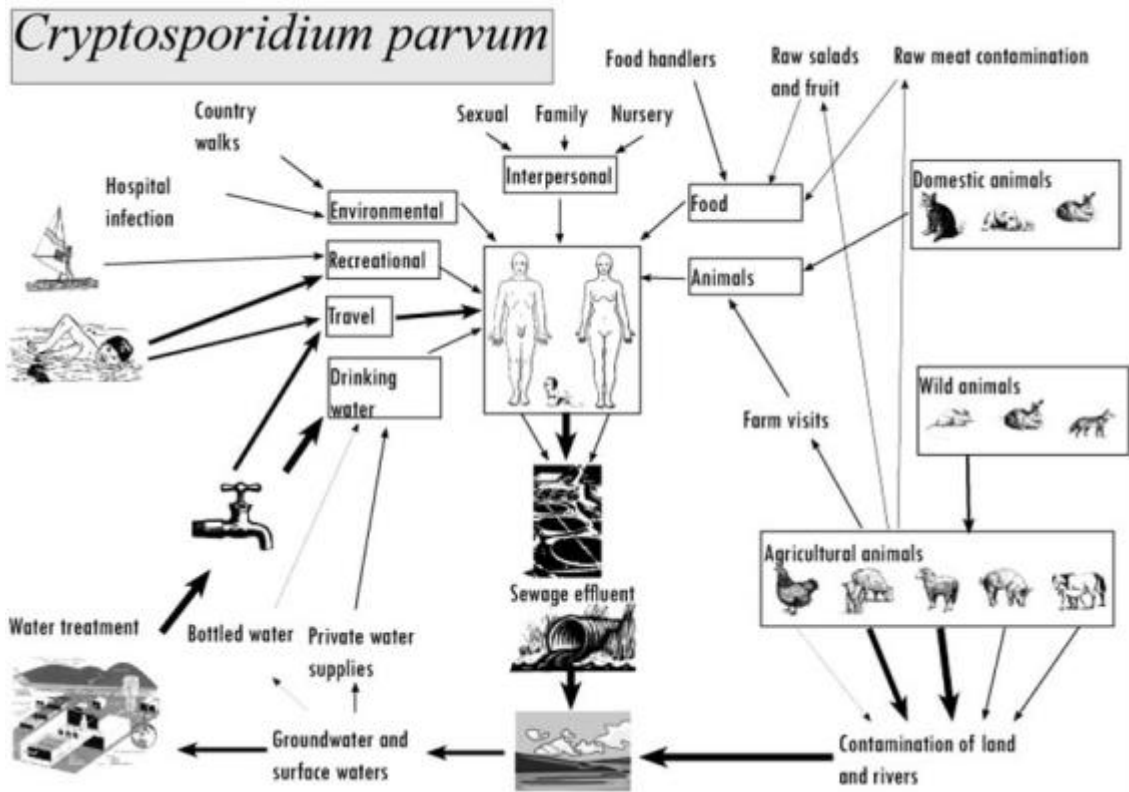 Cryptosporidium parvum
Food handlers
Raw salads
and fruit
Raw meat contamination
Country
walks
Sexual
Family
Nursery
Hospital
infection
Interpersonal
Domestic animals
Environmental
Food
Recreational
Animals
Travel
Drinking
water
Wild animals
Farm visits
Agricultural animals
Sewage effluent
Water treatment
Bottled water
Private water
supplies
Groundwater and
surface waters
Contamination of land
and rivers